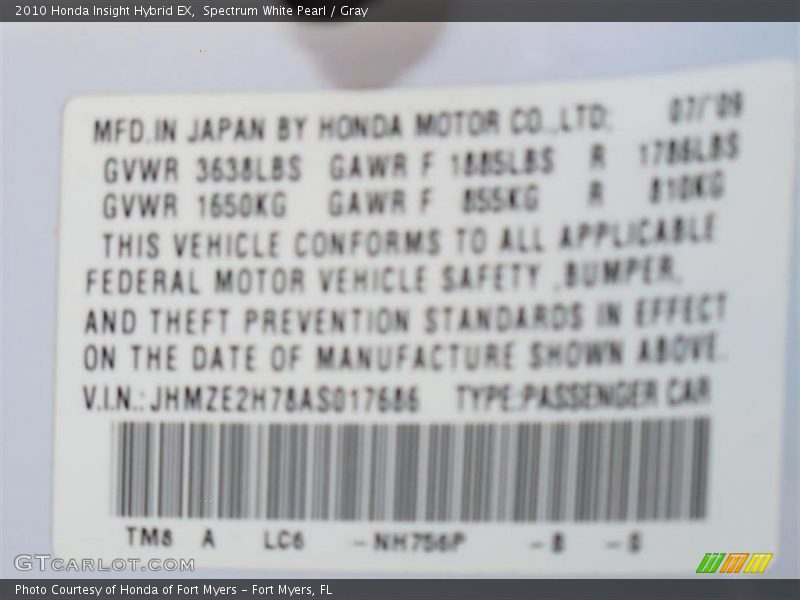 2010 Honda Insight Hybrid EX, Spectrum White Pearl / Gray
MFD.IN JAPAN BY HONDA MOTOR CO.,LTD; 07/'09
GVWR 3638LBS GAWR F 1885LBS R 1786LBS
GVWR 1650KG GAWR F 855KG R 810KG
THIS VEHICLE CONFORMS TO ALL APPLICABLE
FEDERAL MOTOR VEHICLE SAFETY ,BUMPER,
AND THEFT PREVENTION STANDARDS IN EFFECT
ON THE DATE OF MANUFACTURE SHOWN ABOVE.
V.I.N.: JHMZE2H78AS017686 TYPE:PASSENGER CAR
TM8 A LC6 -NH756P -B -S
GTCARLOT.COM
Photo Courtesy of Honda of Fort Myers - Fort Myers, FL